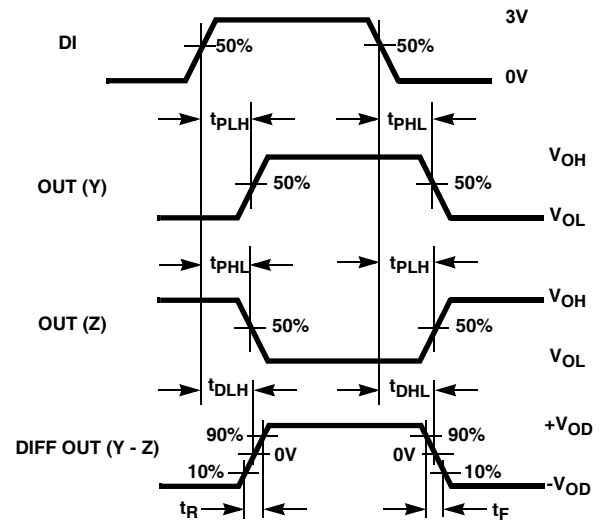 3V
DI
50%
50%
0V
tPLH
tPHL
VOH
OUT (Y)
50%
50%
VOL
tPHL
tPLH
VOH
OUT (Z)
50%
50%
VOL
tDLH
tDHL
+VOD
90%
90%
DIFF OUT (Y - Z)
0V
0V
10%
10%
-VOD
tR
tF